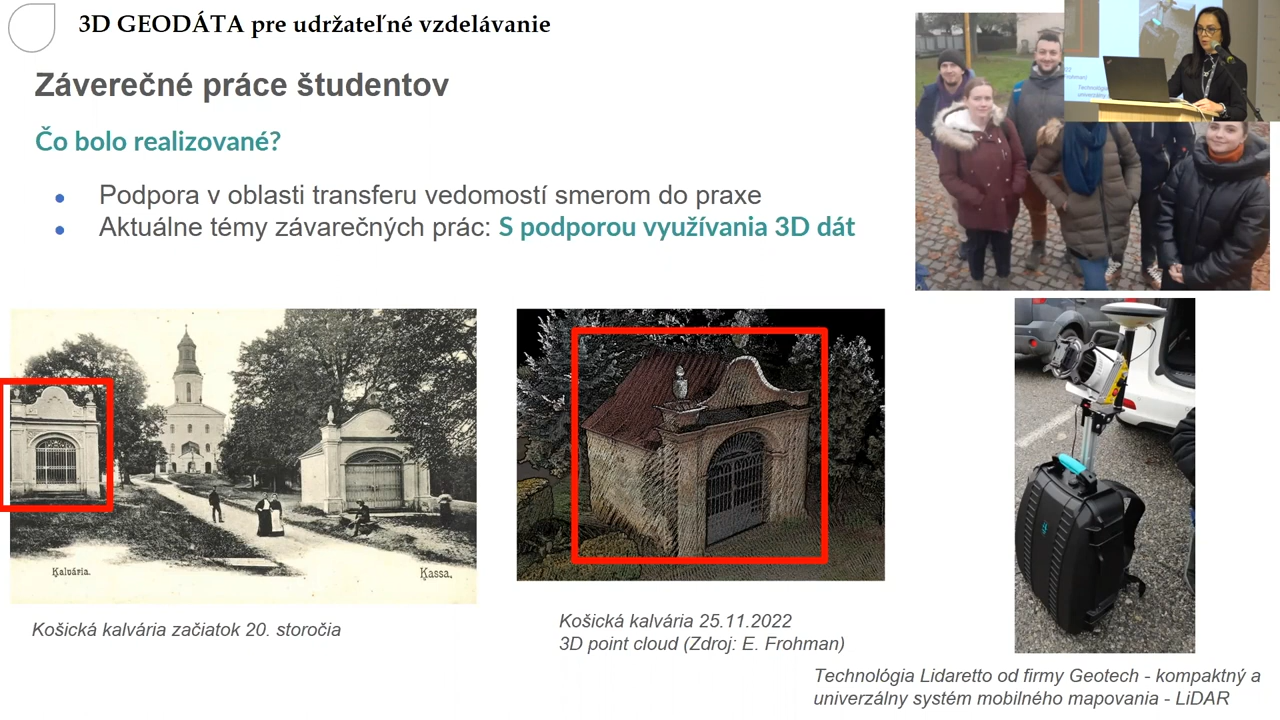 3D GEODÁTA pre udržateľné vzdelávanie
Záverečné práce študentov
Čo bolo realizované?
Podpora v oblasti transferu vedomostí smerom do praxe
Aktuálne témy závarečných prác: S podporou využívania 3D dát
Kalvária.
Kassa.
Košická kalvária začiatok 20. storočia
Košická kalvária 25.11.2022
3D point cloud (Zdroj: E. Frohman)
Technológia Lidaretto od firmy Geotech - kompaktný a
univerzálny systém mobilného mapovania - LiDAR